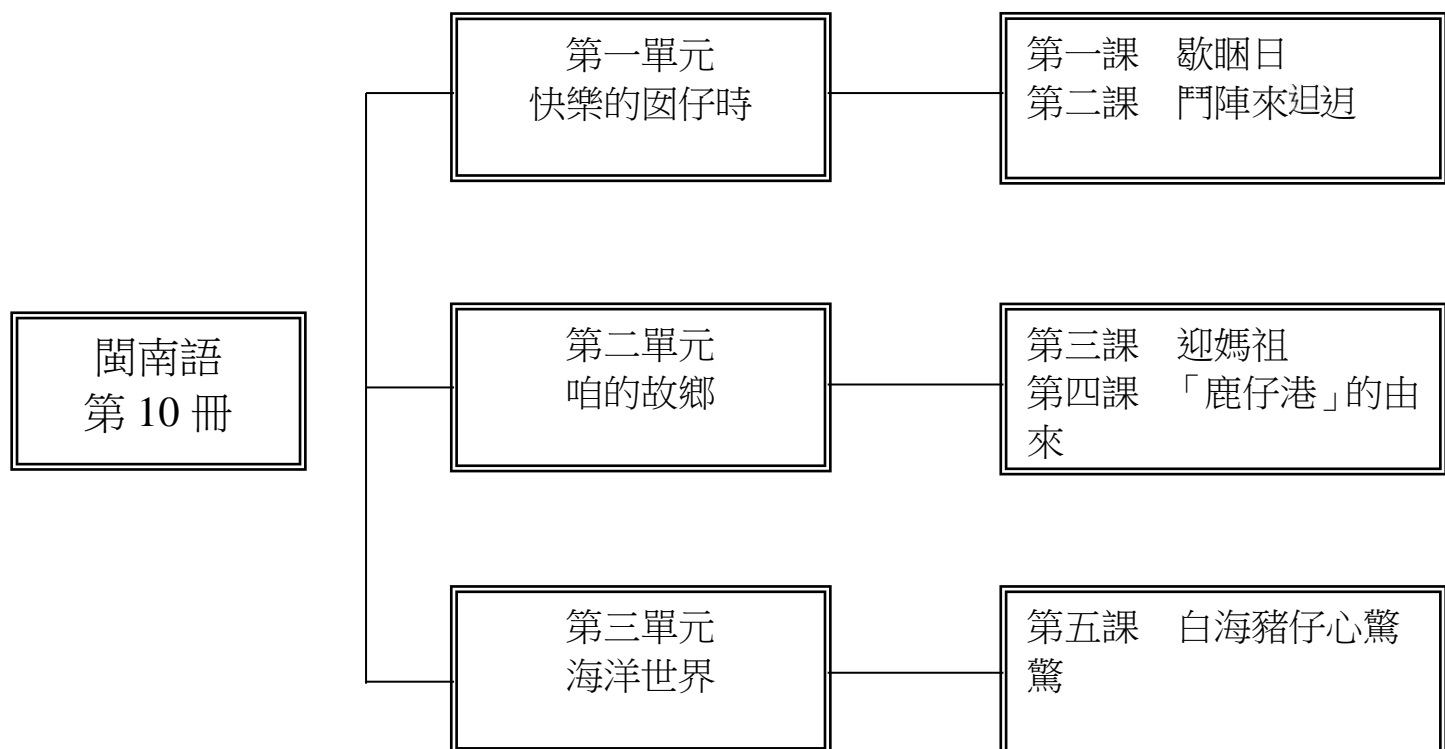 閩南語
第 10 冊
第一單元
快樂的囡仔時
第一課　歇睏日
第二課　鬥陣來𨑨迌
第二單元
咱的故鄉
第三課　迎媽祖
第四課　「鹿仔港」的由
來
第三單元
海洋世界
第五課　白海豬仔心驚
驚